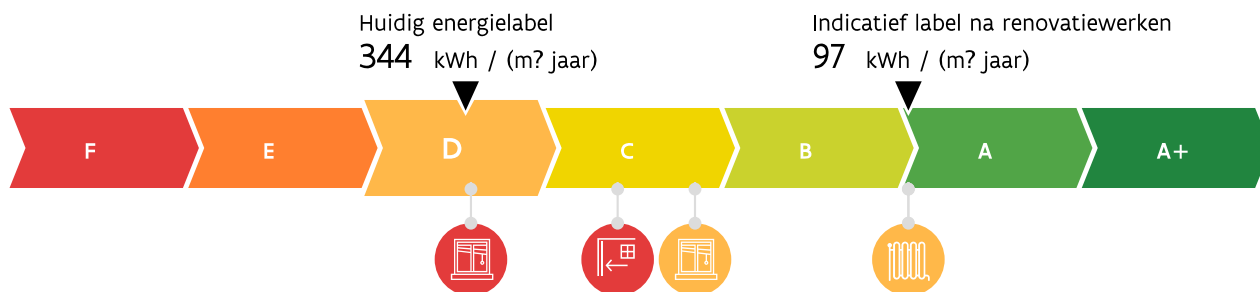 Huidig energielabel
344 kWh / (m? jaar)
Indicatief label na renovatiewerken
97 kWh / (m? jaar)
F E D C B A A+